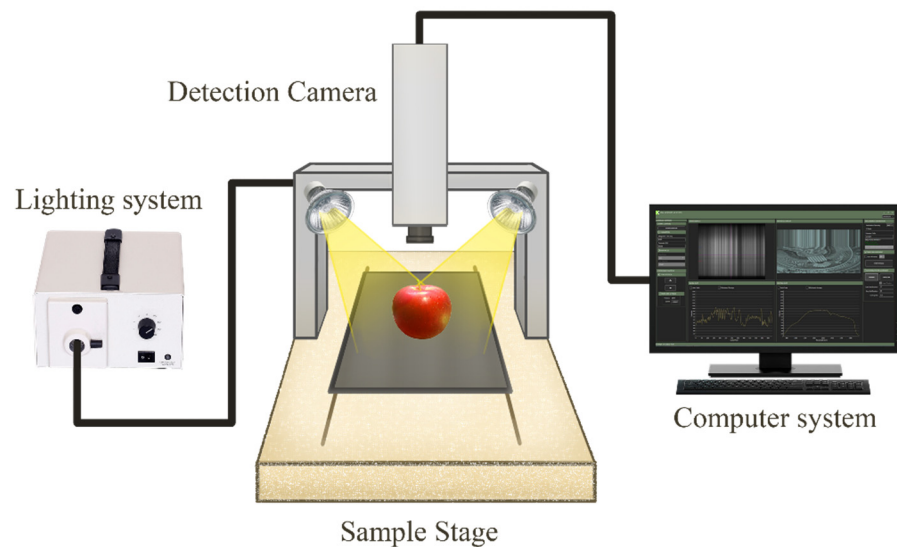 Detection Camera
Lighting system
Computer system
Sample Stage